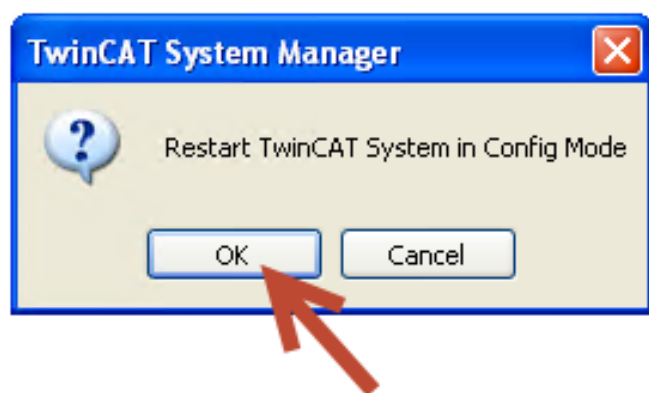 TwinCAT System Manager
Restart TwinCAT System in Config Mode
OK
Cancel